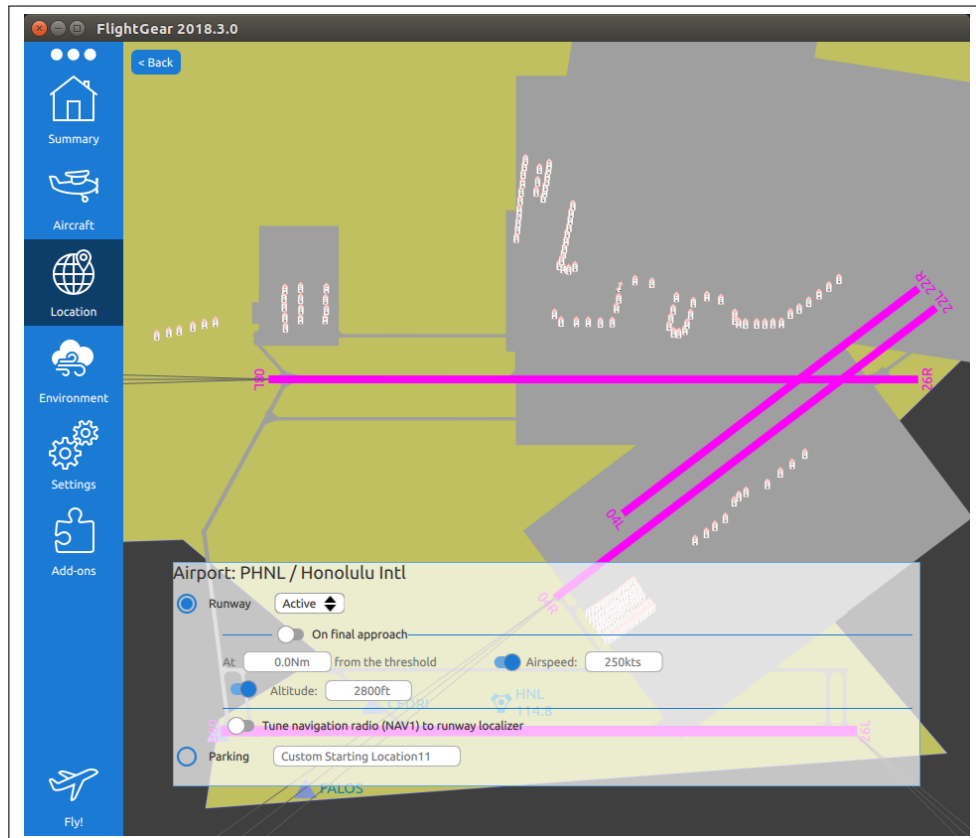 FlightGear 2018.3.0
< Back
Summary
Aircraft
Location
Environment
Settings
Add-ons
Fly!
22R
22L
08L
26R
04L
04R
Airport: PHNL / Honolulu Intl
Runway Active
On final approach
At 0.0Nm from the threshold Airspeed: 250kts
Altitude: 2800ft
CEDRI
HNL
114.8
Tune navigation radio (NAV1) to runway localizer
26L
Parking Custom Starting Location11
PALOS